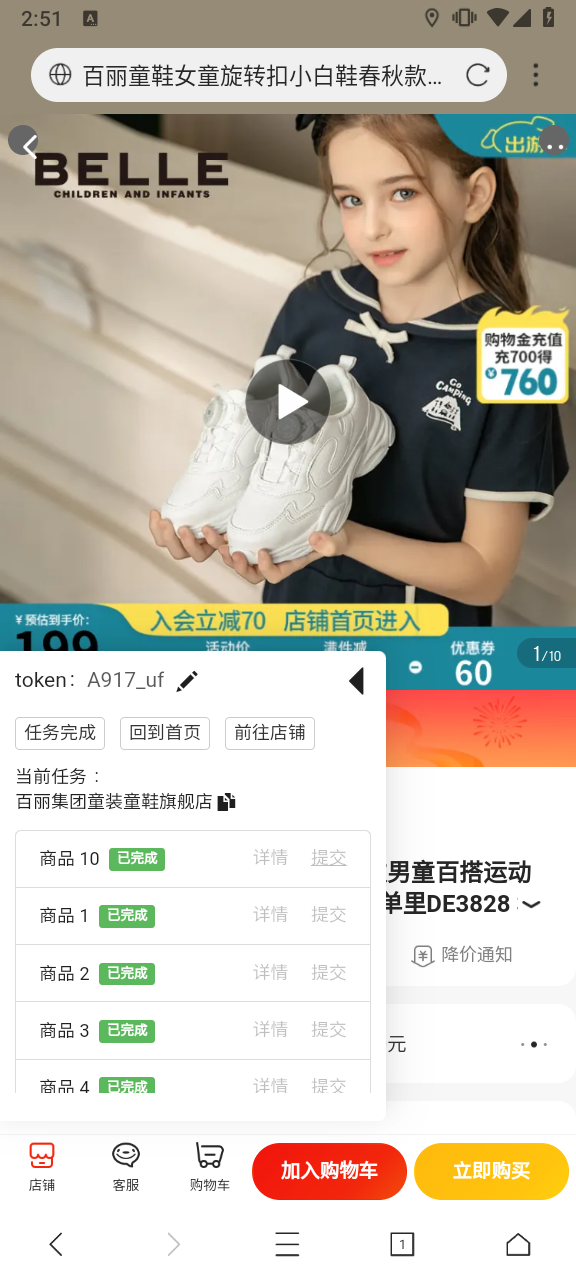 2:51
A
百丽童鞋女童旋转扣小白鞋春秋款...
出游
BELLE
CHILDREN AND INFANTS
购物金充值
充700得
¥760
GO
CAMPING
¥预估到手价:
入会立减70 店铺首页进入
199
活动价
满件减
优惠券
60
1/10
token： A917_uf
任务完成
回到首页
前往店铺
当前任务：
百丽集团童装童鞋旗舰店
商品 10 已完成 详情 提交
商品 1 已完成 详情 提交
商品 2 已完成 详情 提交
商品 3 已完成 详情 提交
商品 4 已完成 详情 提交
男童百搭运动
单里DE3828
降价通知
元
店铺
客服
购物车
加入购物车
立即购买
1